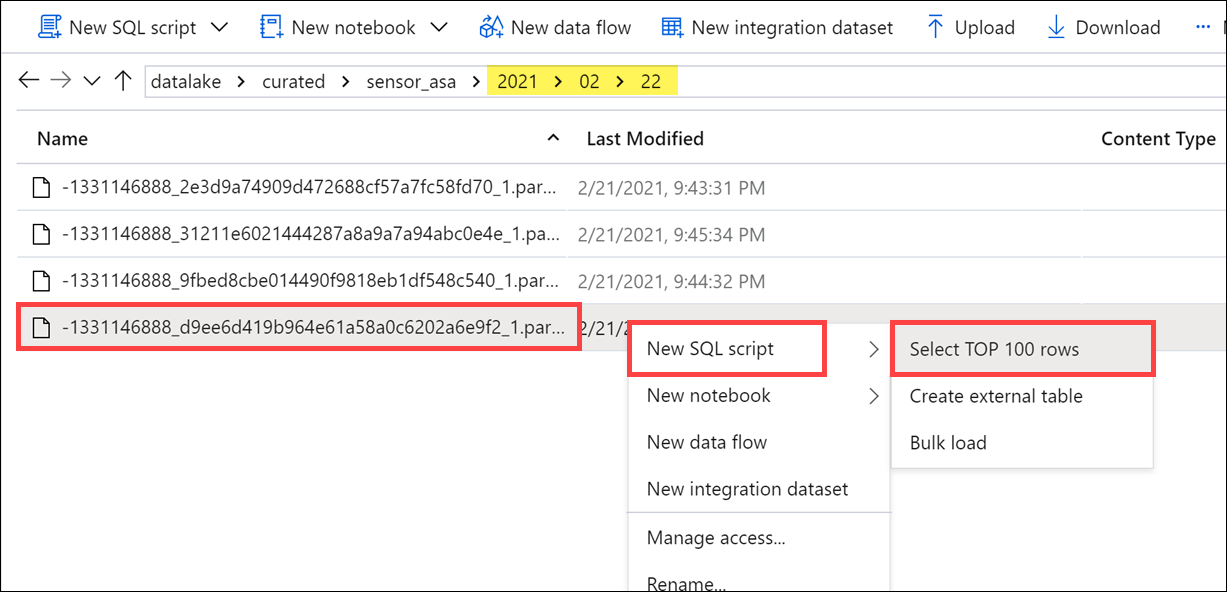 New SQL script New notebook New data flow New integration dataset Upload Download ...
datalake > curated > sensor_asa > 2021 > 02 > 22
Name Last Modified Content Type
-1331146888_2e3d9a74909d472688cf57a7fc58fd70_1.par... 2/21/2021, 9:43:31 PM
-1331146888_31211e6021444287a8a9a7a94abc0e4e_1.pa... 2/21/2021, 9:45:34 PM
-1331146888_9fbed8cbe014490f9818eb1df548c540_1.par... 2/21/2021, 9:44:32 PM
-1331146888_d9ee6d419b964e61a58a0c6202a6e9f2_1.par... 2/21/2
New SQL script > Select TOP 100 rows
New notebook > Create external table
New data flow Bulk load
New integration dataset
Manage access...
Rename...